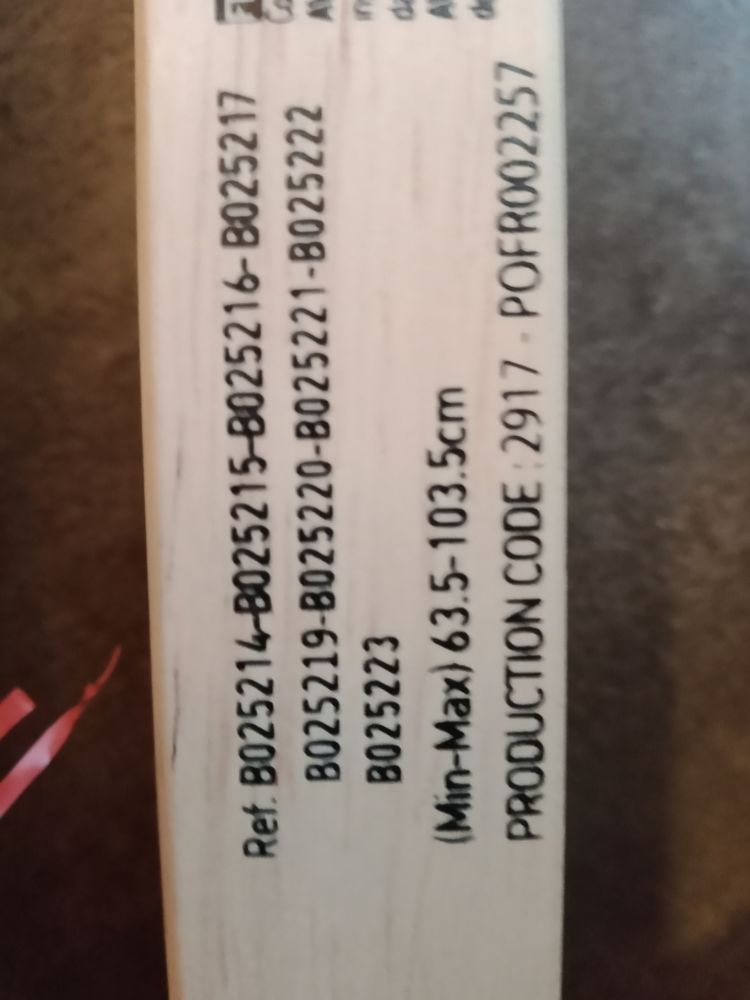 Ref. B025214-B025215-B025216-B025217
B025219-B025220-B025221-B025222
B025223
(Min-Max) 63.5-103.5cm
PRODUCTION CODE : 2917 - POFR002257